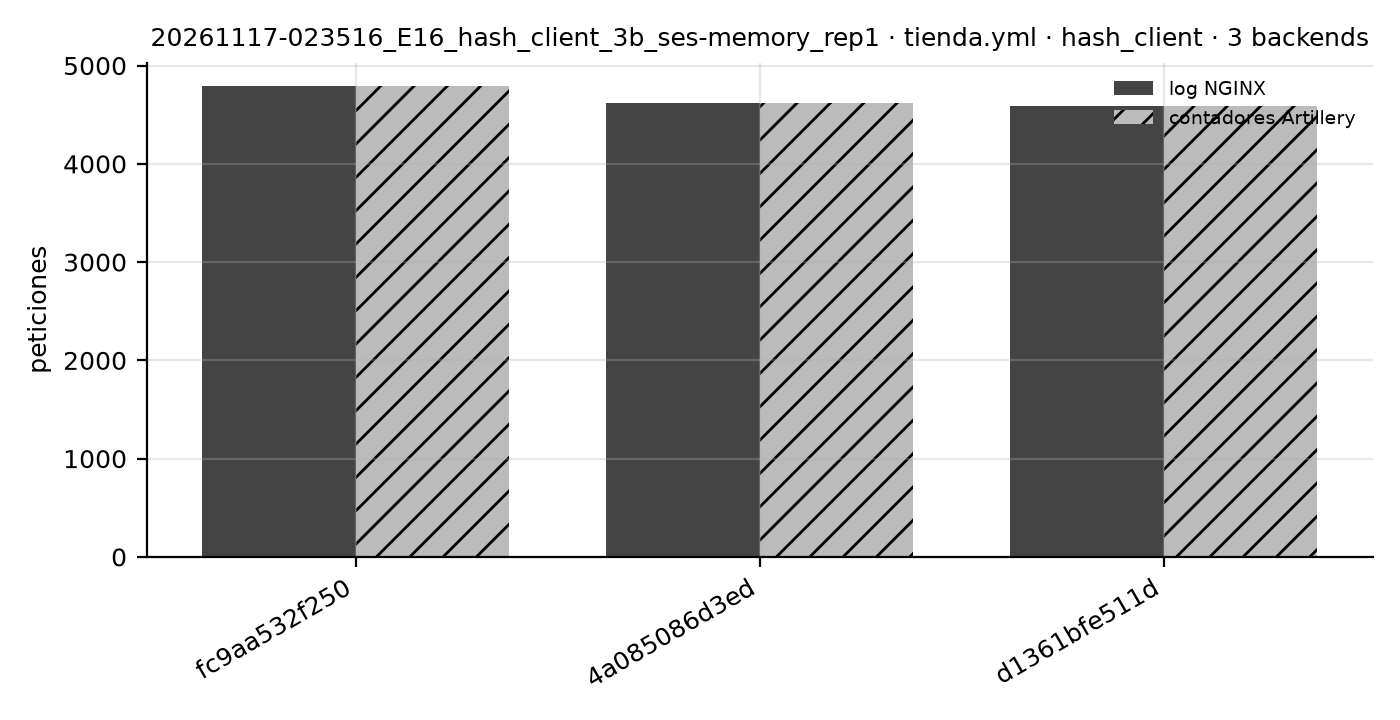 20261117-023516_E16_hash_client_3b_ses-memory_rep1 · tienda.yml · hash_client · 3 backends
log NGINX
contadores Artillery
peticiones
5000
4000
3000
2000
1000
0
fc9aa532f250
4a085086d3ed
d1361bfe511d